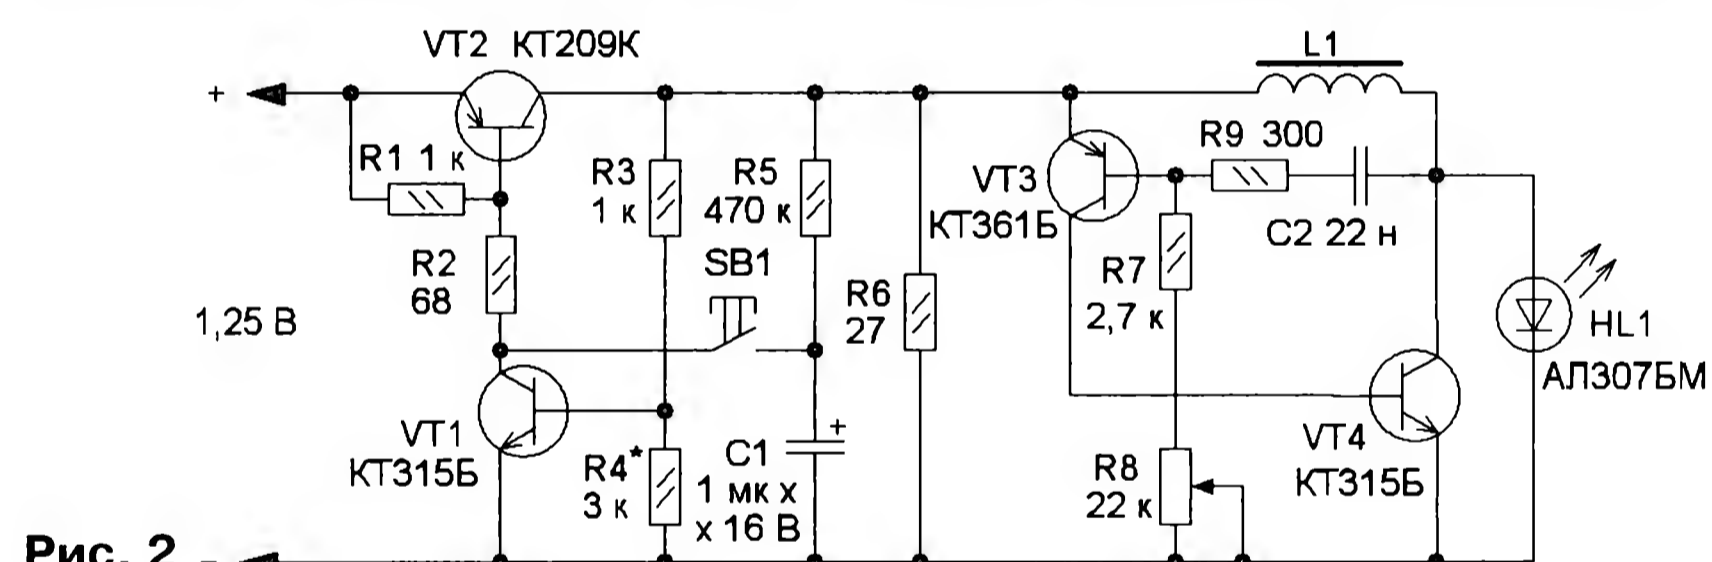 VT2 КТ209К
L1
+
R1 1 к
R9 300
R3
1 к
R5
470 к
VT3
КТ361Б
C2 22 н
R2
68
SB1
R7
2,7 к
R6
27
1,25 В
HL1
АЛ307БМ
VT1
КТ315Б
R4*
3 к
C1
+
1 мк х
х 16 В
R8
22 к
VT4
КТ315Б
Рис. 2
–